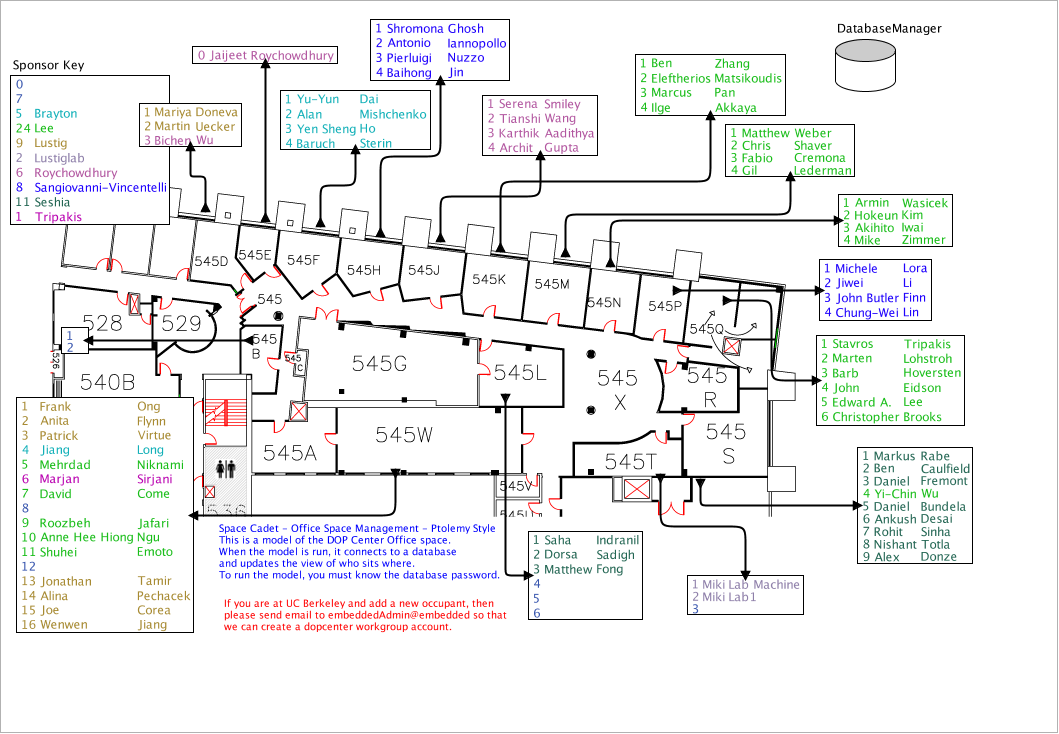 DatabaseManager
Sponsor Key
0
7
5 Brayton
24 Lee
9 Lustig
2 Lustiglab
6 Roychowdhury
8 Sangiovanni-Vincentelli
11 Seshia
1 Tripakis
1 Mariya Doneva
2 Martin Uecker
3 Bichen Wu
0 Jaijeet Roychowdhury
1 Yu-Yun Dai
2 Alan Mishchenko
3 Yen Sheng Ho
4 Baruch Sterin
1 Shromona Ghosh
2 Antonio Iannopollo
3 Pierluigi Nuzzo
4 Baihong Jin
1 Serena Smiley
2 Tianshi Wang
3 Karthik Aadithya
4 Archit Gupta
1 Ben Zhang
2 Eleftherios Matsikoudis
3 Marcus Pan
4 Ilge Akkaya
1 Matthew Weber
2 Chris Shaver
3 Fabio Cremona
4 Gil Lederman
1 Armin Wasicek
2 Hokeun Kim
3 Akihito Iwai
4 Mike Zimmer
1 Michele Lora
2 Jiwei Li
3 John Butler Finn
4 Chung-Wei Lin
1 Stavros Tripakis
2 Marten Lohstroh
3 Barb Hoversten
4 John Eidson
5 Edward A. Lee
6 Christopher Brooks
1 Markus Rabe
2 Ben Caulfield
3 Daniel Fremont
4 Yi-Chin Wu
5 Daniel Bundela
6 Ankush Desai
7 Rohit Sinha
8 Nishant Totla
9 Alex Donze
545D
545E
545F
545H
545J
545K
545M
545N
545P
545Q
545
528
529
1
2
526
540B
545
B
545
C
545G
545L
545
X
545
R
545
S
545A
545W
545T
545V
536
1 Frank Ong
2 Anita Flynn
3 Patrick Virtue
4 Jiang Long
5 Mehrdad Niknami
6 Marjan Sirjani
7 David Come
8
9 Roozbeh Jafari
10 Anne Hee Hiong Ngu
11 Shuhei Emoto
12
13 Jonathan Tamir
14 Alina Pechacek
15 Joe Corea
16 Wenwen Jiang
Space Cadet - Office Space Management - Ptolemy Style
This is a model of the DOP Center Office space.
When the model is run, it connects to a database
and updates the view of who sits where.
To run the model, you must know the database password.
If you are at UC Berkeley and add a new occupant, then
please send email to embeddedAdmin@embedded so that
we can create a dopcenter workgroup account.
1 Saha Indranil
2 Dorsa Sadigh
3 Matthew Fong
4
5
6
1 Miki Lab Machine
2 Miki Lab1
3